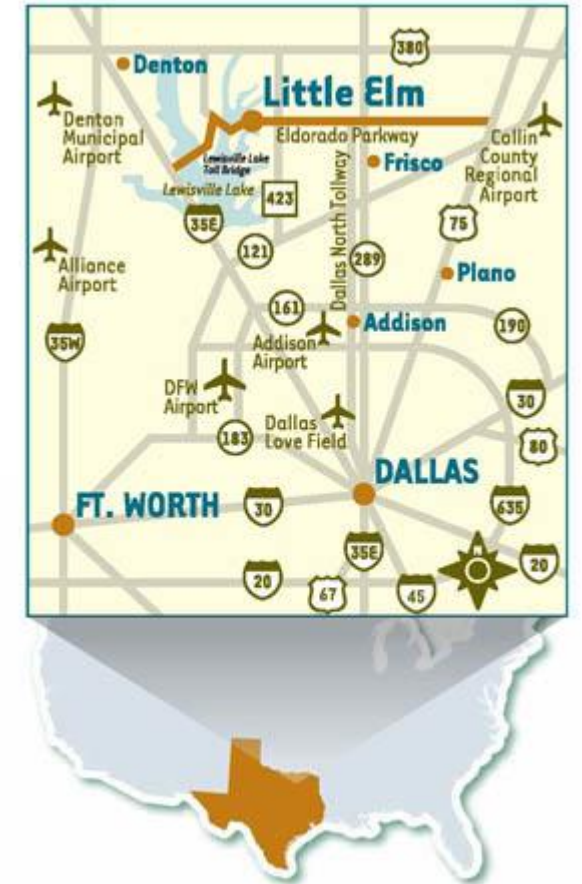 380
Denton
Little Elm
Denton
Municipal
Airport
Eldorado Parkway
Collin
County
Regional
Airport
Lewisville Lake
Toll Bridge
Frisco
Lewisville Lake
423
Dallas North Tollway
35E
75
121
289
Alliance
Airport
Plano
161
Addison
190
35W
Addison
Airport
DFW
Airport
30
Dallas
Love Field
183
80
DALLAS
FT. WORTH
30
635
35E
N
20
20
67
45